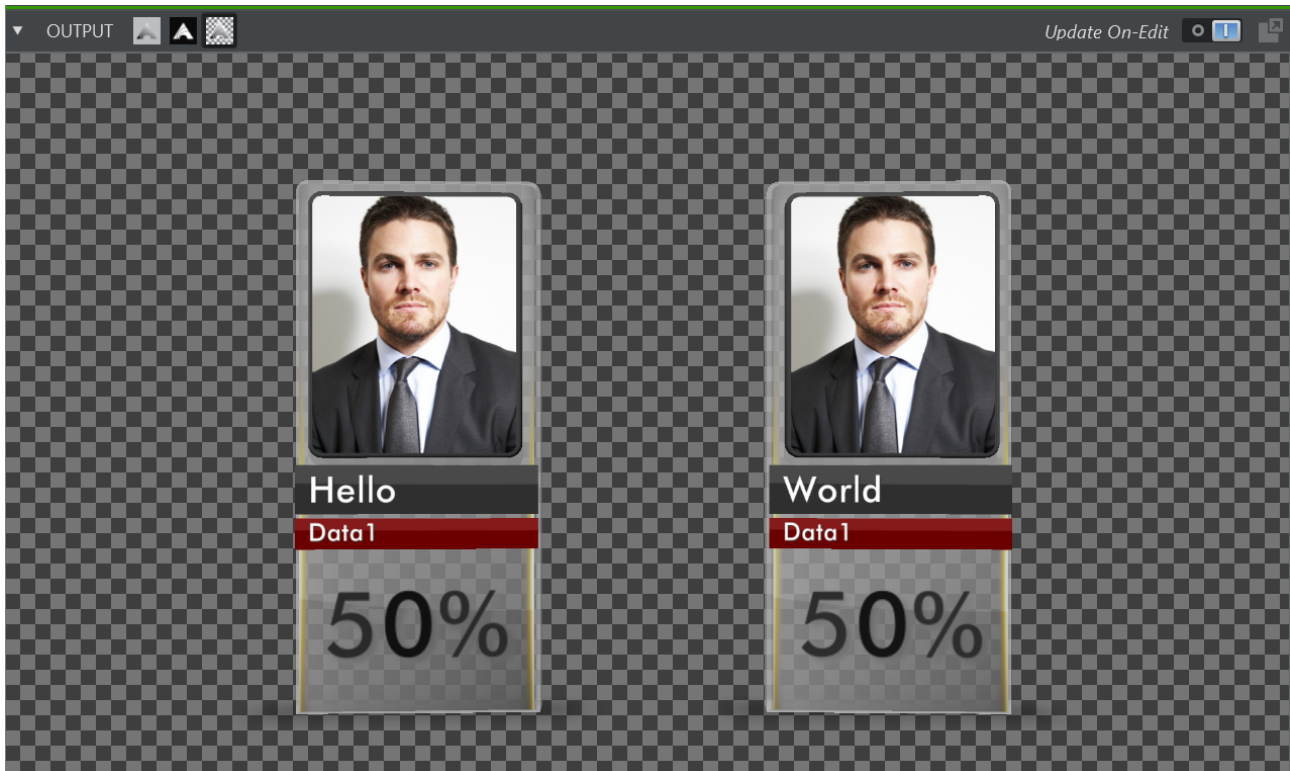 OUTPUT
Update On-Edit
Hello
Data1
50%
World
Data1
50%